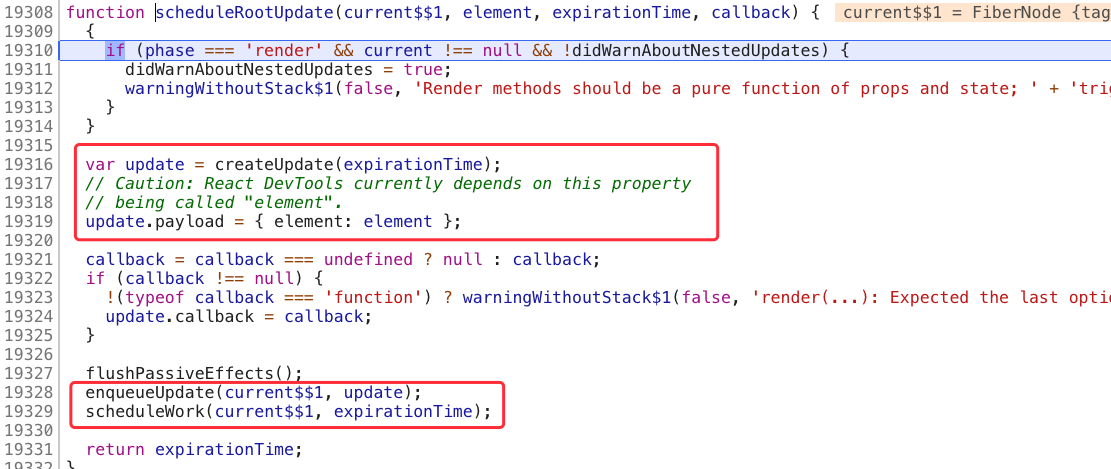 19308 function scheduleRootUpdate(current$$1, element, expirationTime, callback) { current$$1 = FiberNode {tag
19309 {
19310 if (phase === 'render' && current !== null && !didWarnAboutNestedUpdates) {
19311 didWarnAboutNestedUpdates = true;
19312 warningWithoutStack$1(false, 'Render methods should be a pure function of props and state; ' + 'tri
19313 }
19314 }
19315
19316 var update = createUpdate(expirationTime);
19317 // Caution: React DevTools currently depends on this property
19318 // being called "element".
19319 update.payload = { element: element };
19320
19321 callback = callback === undefined ? null : callback;
19322 if (callback !== null) {
19323 !(typeof callback === 'function') ? warningWithoutStack$1(false, 'render(...): Expected the last optio
19324 update.callback = callback;
19325 }
19326
19327 flushPassiveEffects();
19328 enqueueUpdate(current$$1, update);
19329 scheduleWork(current$$1, expirationTime);
19330
19331 return expirationTime;
19332 }